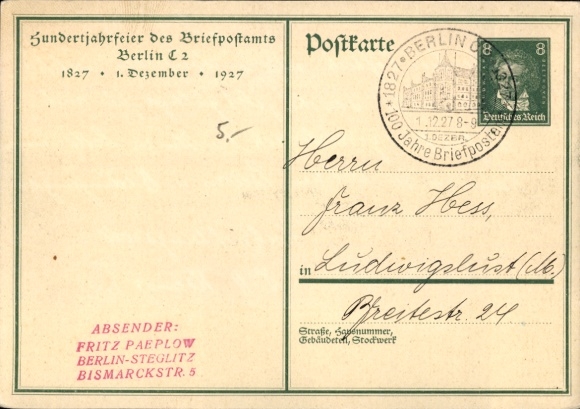 Hundertjahrfeier des Briefpostamts
Berlin C 2
1827 • 1. Dezember • 1927
Postkarte
★ 1827 • BERLIN C
1.12.27 8-9
1. DEZBR.
100 Jahre Briefpostamt
8 8
Deutsches Reich
5.-
Herrn
Franz Hess,
in Ludwigslust (M.)
Breitestr. 24
Straße, Hausnummer,
Gebäudeteil, Stockwerk
ABSENDER:
FRITZ PAEPLOW
BERLIN-STEGLITZ
BISMARCKSTR. 5